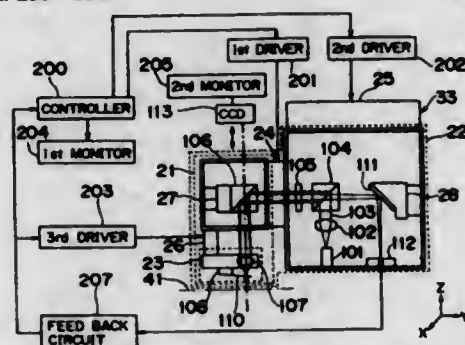 200
CONTROLLER
204
1st MONITOR
203
3rd DRIVER
207
FEED BACK
CIRCUIT
205
2nd MONITOR
113
CCD
1st DRIVER
201
2nd DRIVER
202
25
33
22
24
21
106
105
104
111
27
103
102
101
28
112
26
23
41
107
110
Z
Y
X